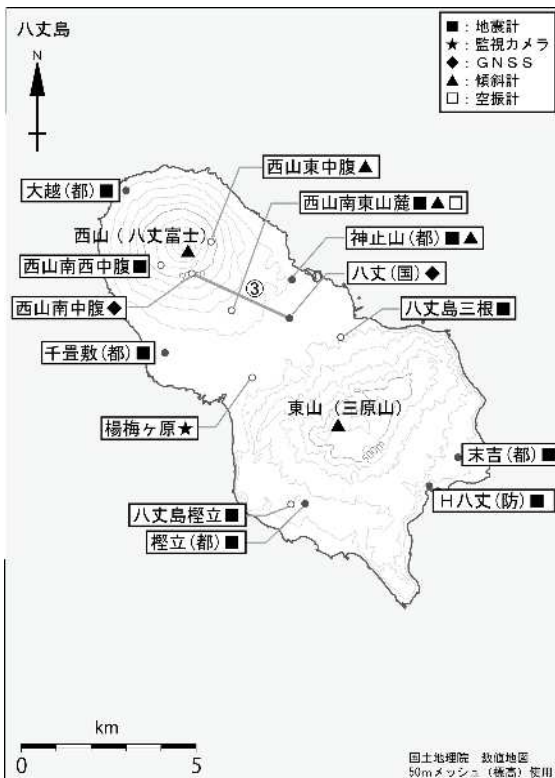 八丈島
N
■:地震計
★:監視カメラ
◆:GNSS
▲:傾斜計
□:空振計
西山東中腹▲
大越(都)■
西山南東山麓■▲□
西山(八丈富士)
神止山(都)■▲
西山南西中腹■
八丈(国)◆
③
西山南中腹◆
八丈島三根■
千畳敷(都)■
東山(三原山)
楊梅ヶ原★
500m
末吉(都)■
H八丈(防)■
八丈島樫立■
樫立(都)■
km
0 5
国土地理院 数値地図
50mメッシュ(標高)使用